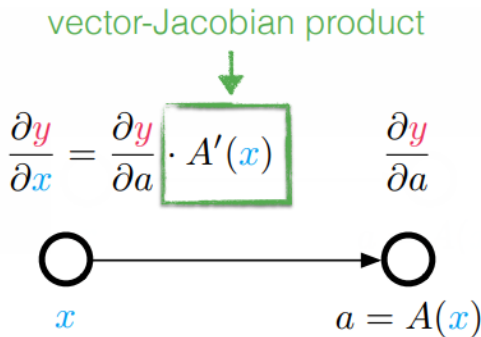 vector-Jacobian product
∂y/∂x = ∂y/∂a · A′(x)
∂y/∂a
x
a = A(x)